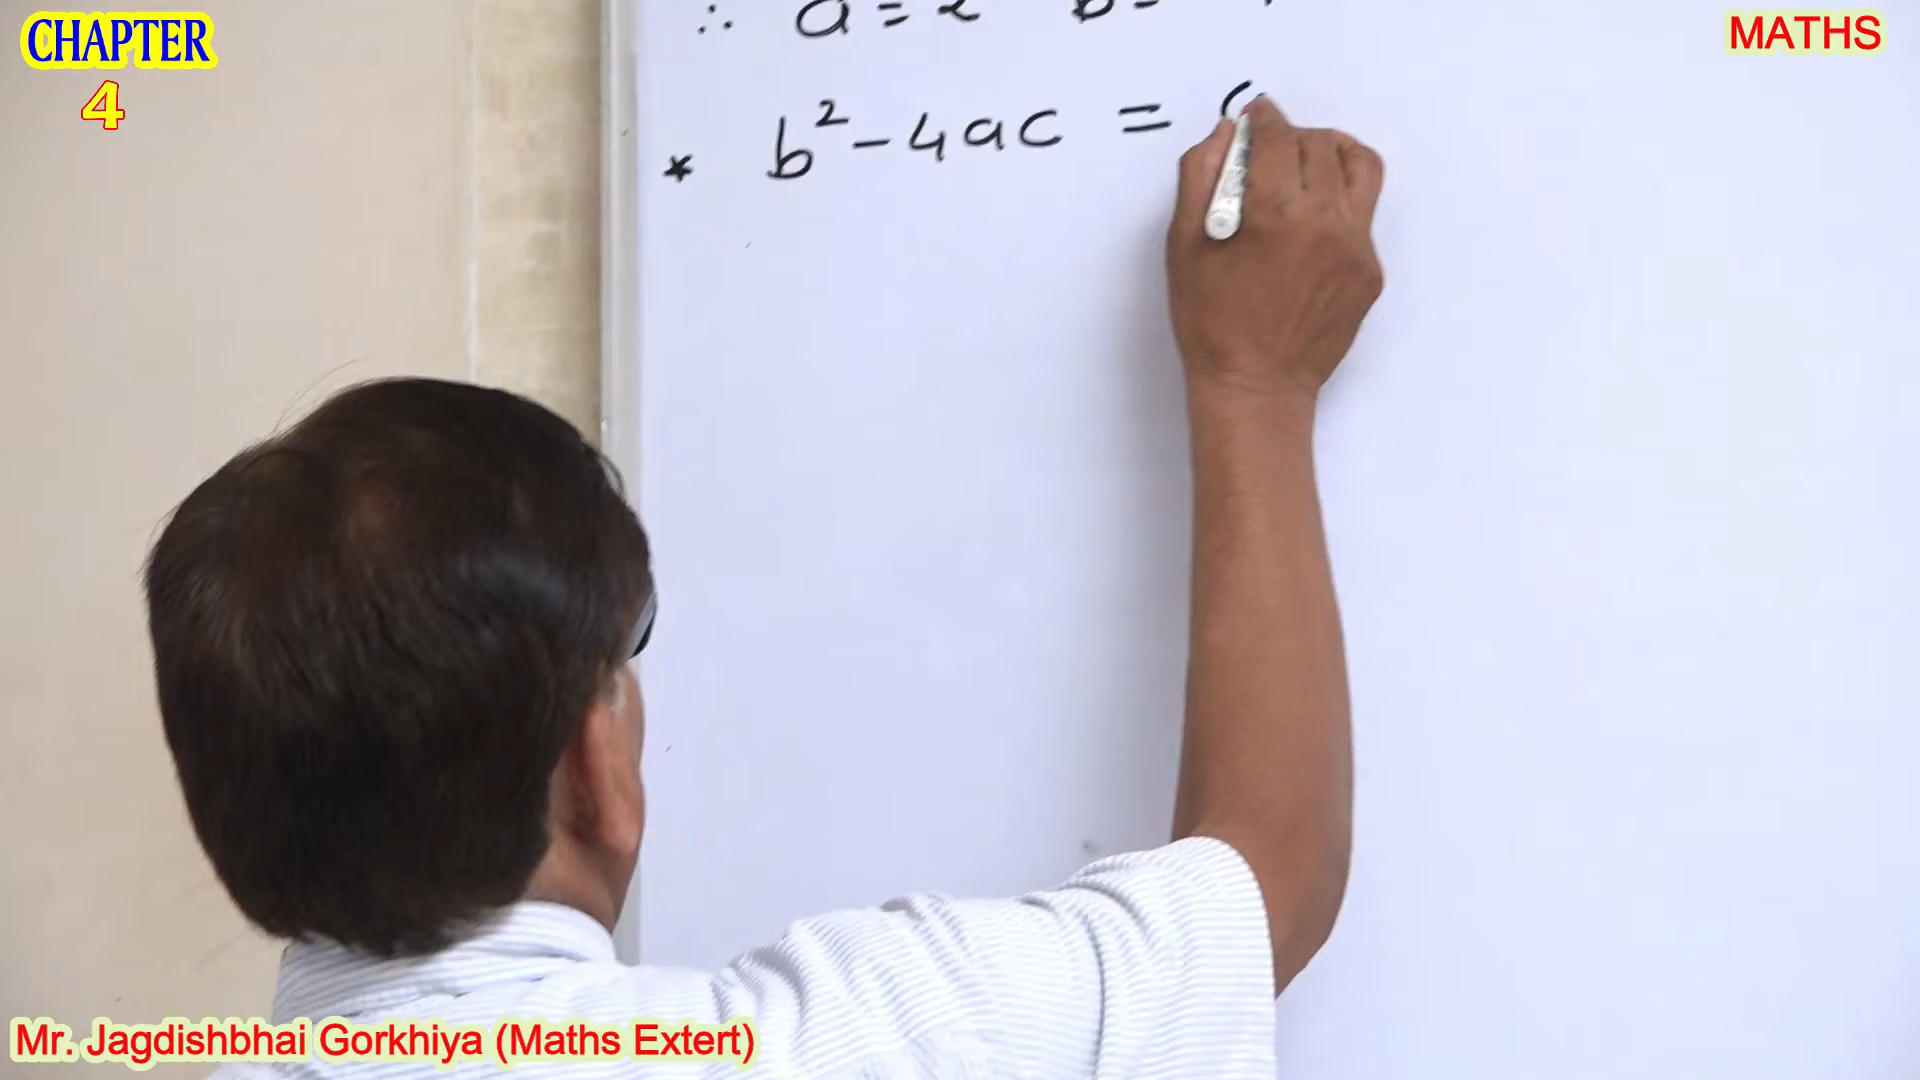 CHAPTER
4
MATHS
∴ a = 2 b =
* b² - 4ac =
Mr. Jagdishbhai Gorkhiya (Maths Extert)